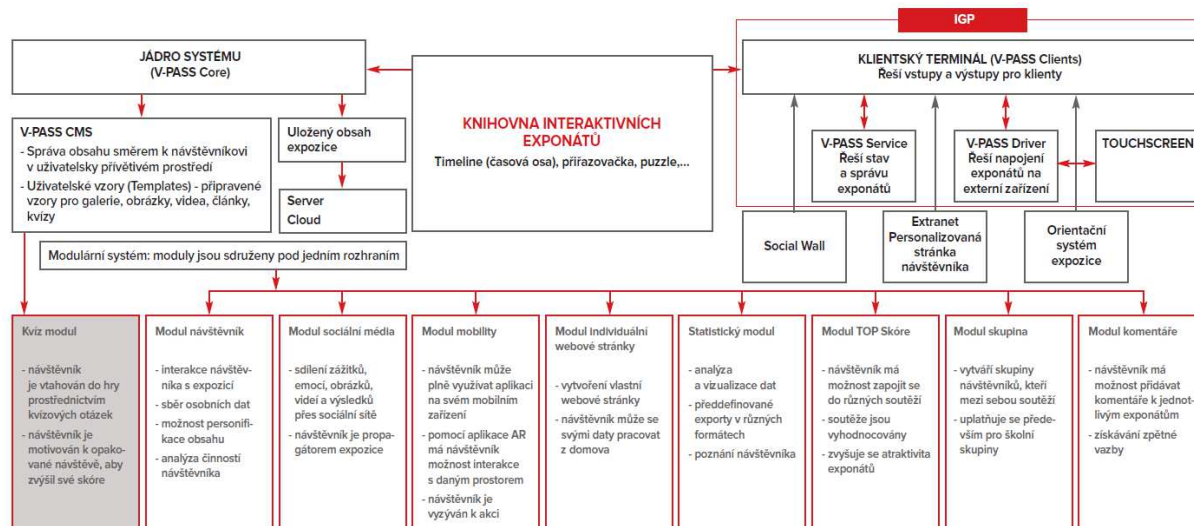 IGP
JÁDRO SYSTÉMU
(V-PASS Core)
KLIENTSKÝ TERMINÁL (V-PASS Clients)
Řeší vstupy a výstupy pro klienty
KNIHOVNA INTERAKTIVNÍCH
EXPONÁTŮ
Timeline (časová osa), přiřazovačka, puzzle,...
V-PASS CMS
- Správa obsahu směrem k návštěvníkovi
v uživatelsky přívětivém prostředí
- Uživatelské vzory (Templates) - připravené
vzory pro galerie, obrázky, videa, články,
kvízy
Uložený obsah
expozice
Server
Cloud
V-PASS Service
Řeší stav
a správu
exponátů
V-PASS Driver
Řeší napojení
exponátů na
externí zařízení
TOUCHSCREEN
Social Wall
Extranet
Personalizovaná
stránka
návštěvníka
Orientační
systém
expozice
Modulární systém: moduly jsou sdruženy pod jedním rozhraním
Kvíz modul
- návštěvník
je vtahován do hry
prostřednictvím
kvízových otázek
- návštěvník je
motivován k opako-
vané návštěvě, aby
zvýšil své skóre
Modul návštěvník
- interakce návštěv-
níka s expozicí
- sběr osobních dat
- možnost personifi-
kace obsahu
- analýza činností
návštěvníka
Modul sociální média
- sdílení zážitků,
emocí, obrázků,
videí a výsledků
přes sociální sítě
- návštěvník je propa-
gátorem expozice
Modul mobility
- návštěvník může
plně využívat aplikaci
na svém mobilním
zařízení
- pomocí aplikace AR
má návštěvník
možnost interakce
s daným prostorem
- návštěvník je
vyzýván k akci
Modul individuální
webové stránky
- vytvoření vlastní
webové stránky
- návštěvník může se
svými daty pracovat
z domova
Statistický modul
- analýza
a vizualizace dat
- předdefinované
exporty v různých
formátech
- poznání návštěvníka
Modul TOP Skóre
- návštěvník má
možnost zapojit se
do různých soutěží
- soutěže jsou
vyhodnocovány
- zvyšuje se atraktivita
exponátů
Modul skupina
- vytváří skupiny
návštěvníků, kteří
mezi sebou soutěží
- uplatňuje se přede-
vším pro školní
skupiny
Modul komentáře
- návštěvník má
možnost přidávat
komentáře k jednot-
livým exponátům
- získávání zpětné
vazby